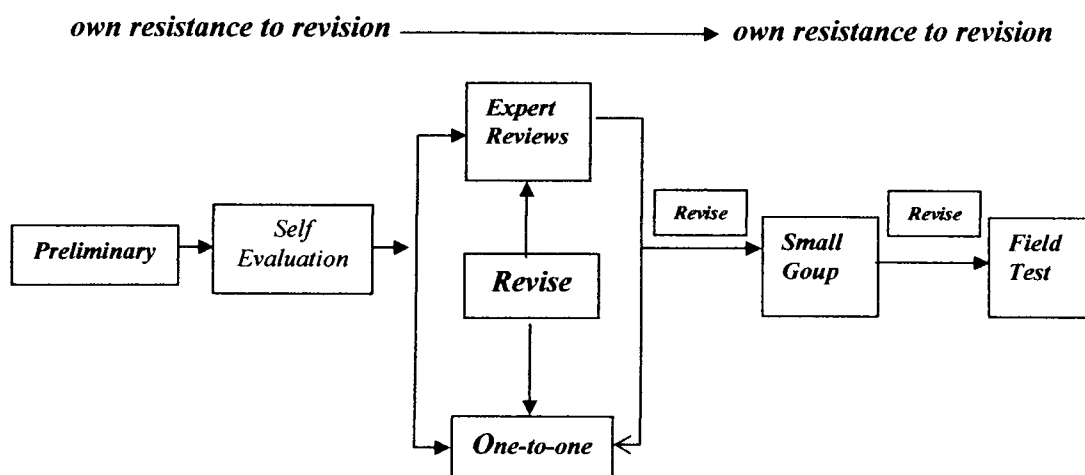 own resistance to revision
own resistance to revision
Expert
Reviews
Revise
Revise
Preliminary
Self
Evaluation
Revise
Small
Goup
Field
Test
One-to-one